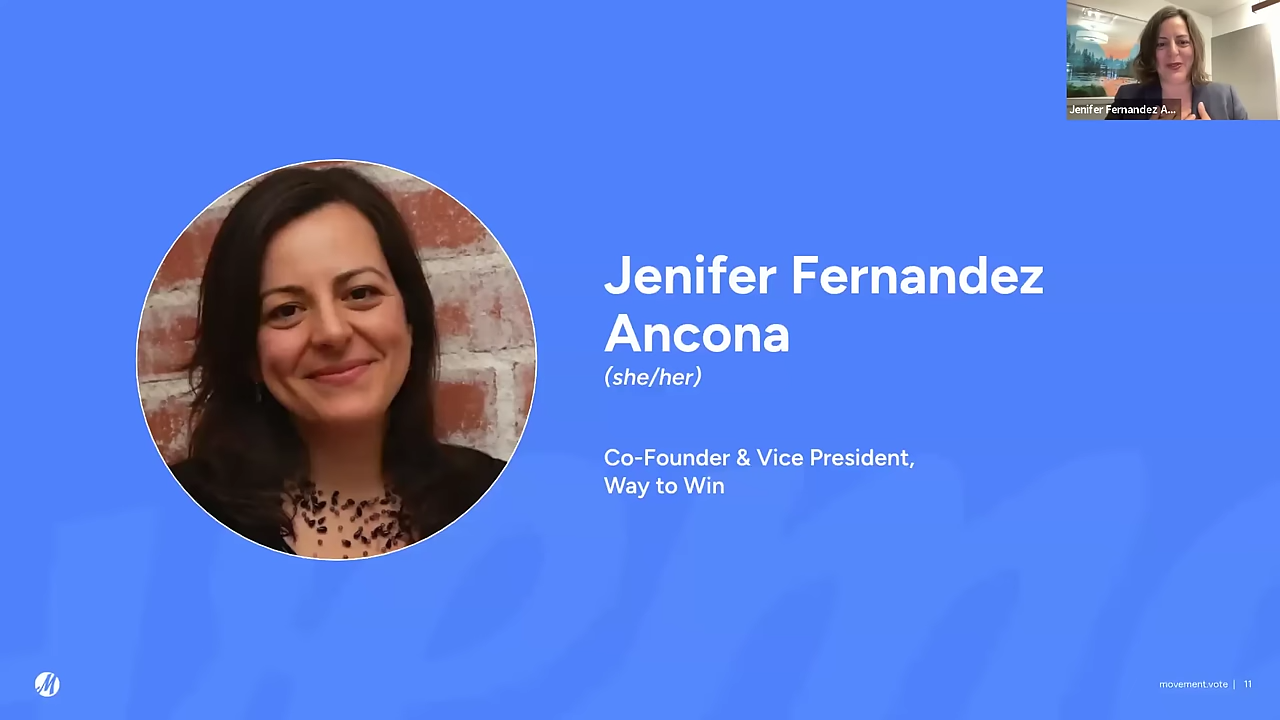 Jenifer Fernandez A...
Jenifer Fernandez
Ancona
(she/her)
Co-Founder & Vice President,
Way to Win
M
movement.vote | 11